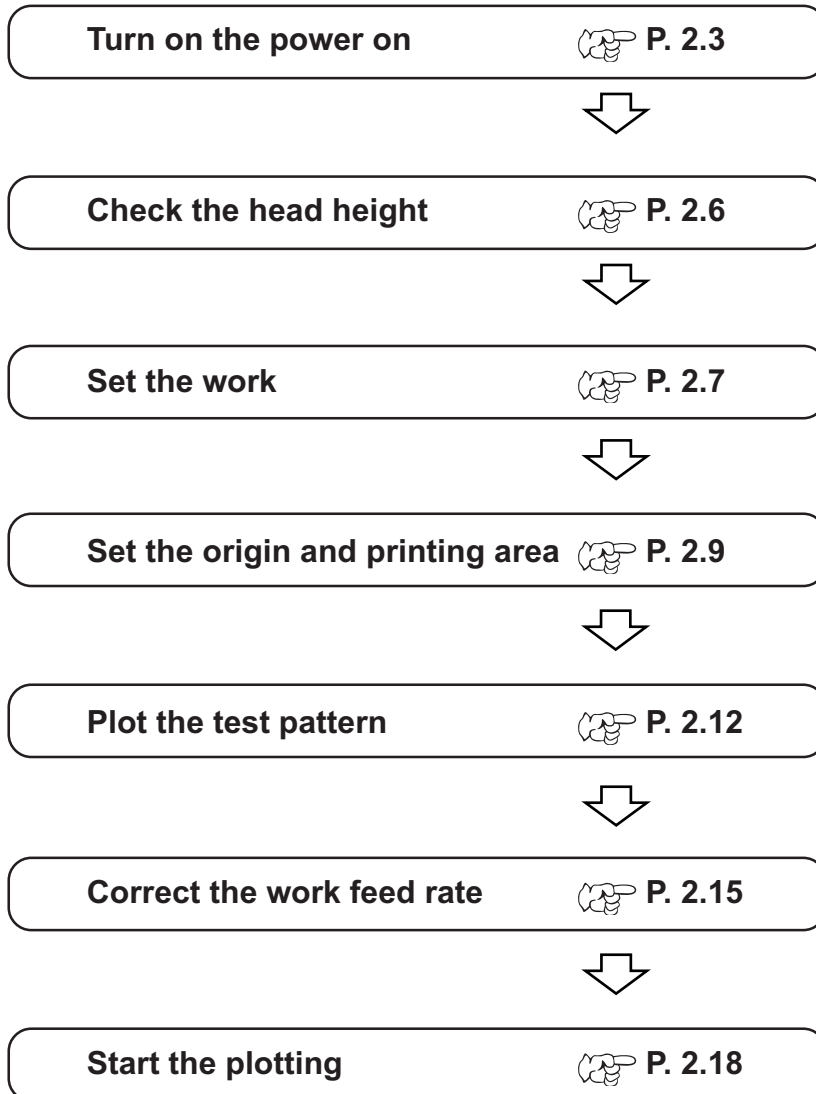 Turn on the power on P. 2.3
Check the head height P. 2.6
Set the work P. 2.7
Set the origin and printing area P. 2.9
Plot the test pattern P. 2.12
Correct the work feed rate P. 2.15
Start the plotting P. 2.18